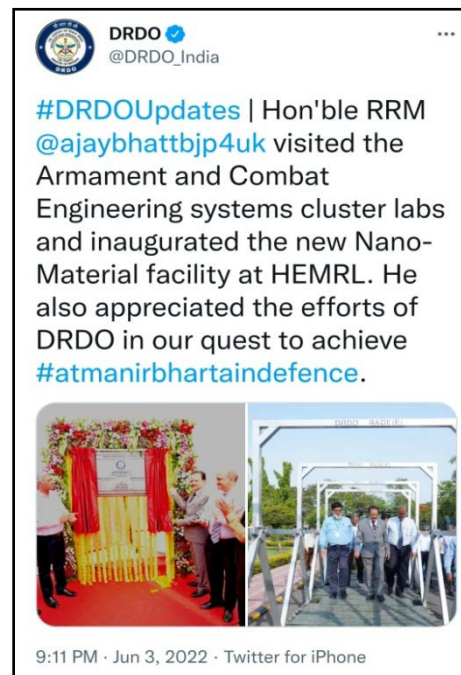 DRDO
@DRDO_India
#DRDOUpdates | Hon'ble RRM
@ajaybhattbjp4uk visited the
Armament and Combat
Engineering systems cluster labs
and inaugurated the new Nano-
Material facility at HEMRL. He
also appreciated the efforts of
DRDO in our quest to achieve
#atmanirbhartaindefence.
9:11 PM · Jun 3, 2022 · Twitter for iPhone